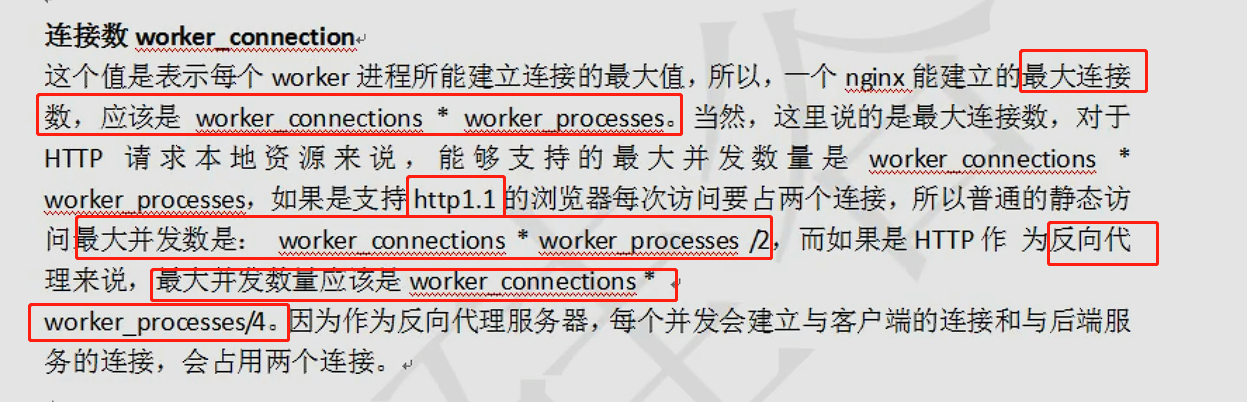 连接数 worker_connection
这个值是表示每个 worker 进程所能建立连接的最大值，所以，一个 nginx 能建立的最大连接
数，应该是 worker_connections * worker_processes。当然，这里说的是最大连接数，对于
HTTP 请求本地资源来说，能够支持的最大并发数量是 worker_connections *
worker_processes，如果是支持 http1.1 的浏览器每次访问要占两个连接，所以普通的静态访
问最大并发数是： worker_connections * worker_processes /2，而如果是 HTTP 作 为反向代
理来说，最大并发数量应该是 worker_connections *
worker_processes/4。因为作为反向代理服务器，每个并发会建立与客户端的连接和与后端服
务的连接，会占用两个连接。